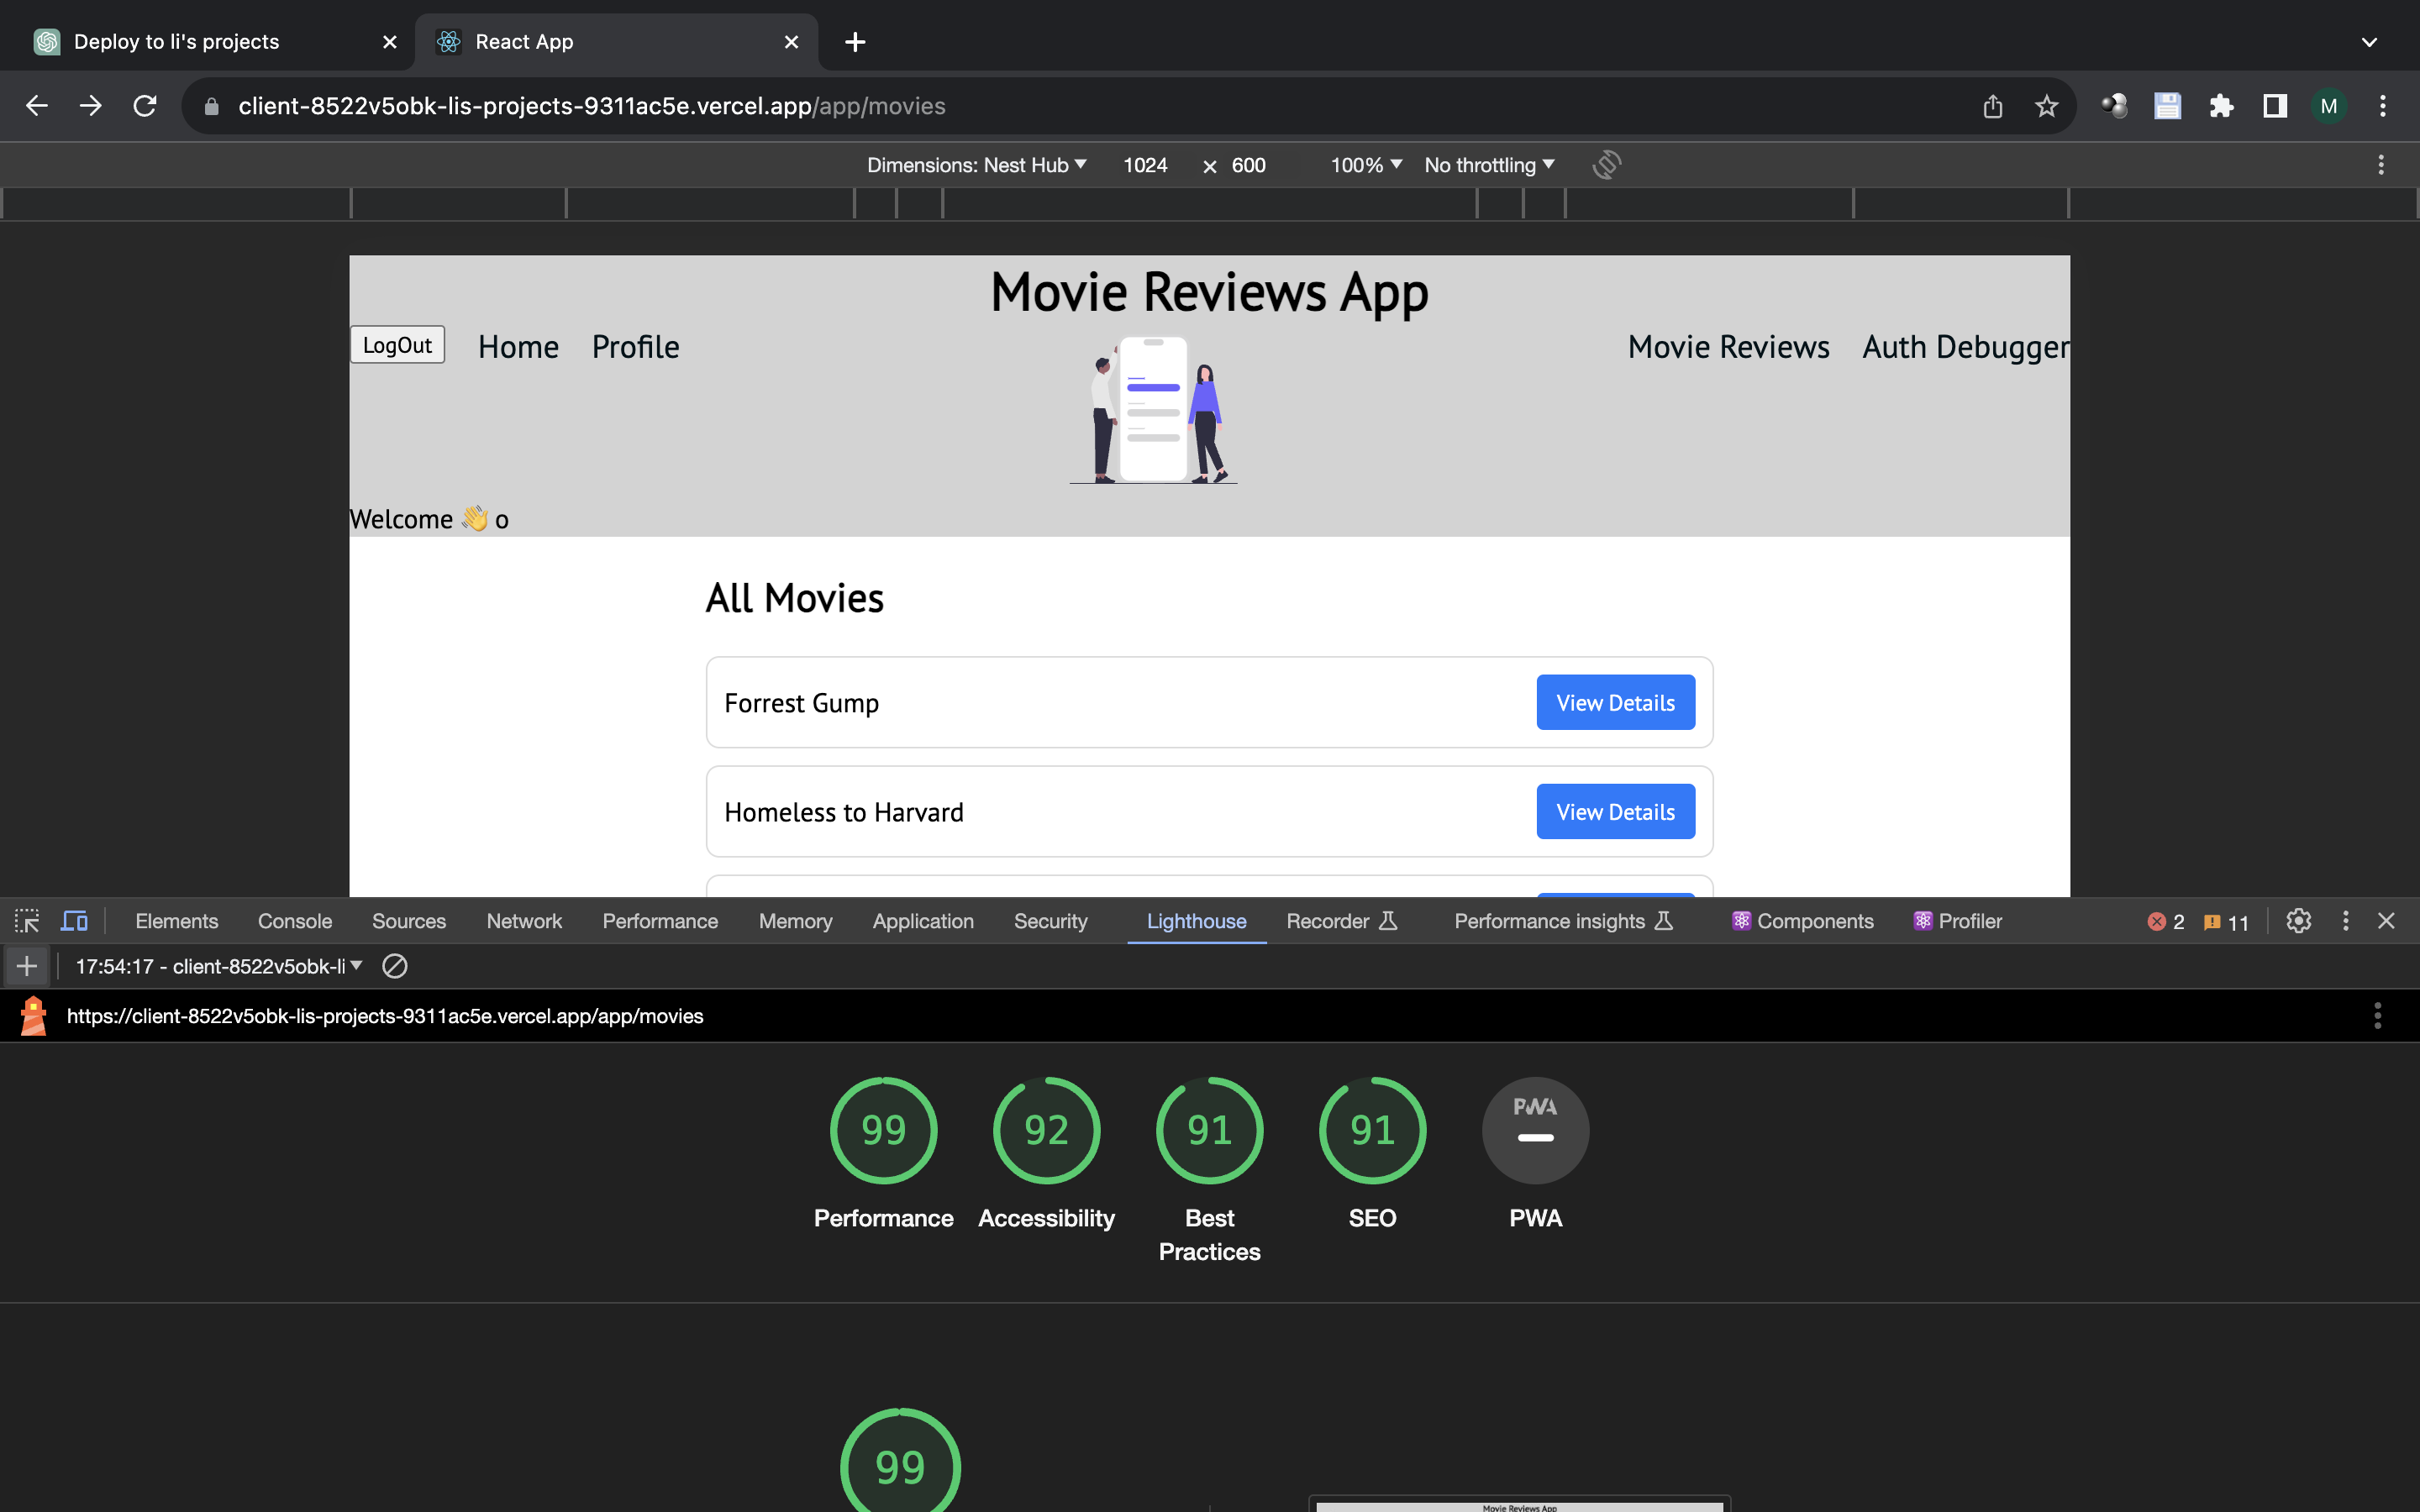 Deploy to li's projects
React App
client-8522v5obk-lis-projects-9311ac5e.vercel.app/app/movies
M
Dimensions: Nest Hub 1024 × 600 100% No throttling
Movie Reviews App
LogOut Home Profile Movie Reviews Auth Debugger
Welcome 👋 o
All Movies
Forrest Gump View Details
Homeless to Harvard View Details
Elements Console Sources Network Performance Memory Application Security Lighthouse Recorder Performance insights Components Profiler 2 11
17:54:17 - client-8522v5obk-li
https://client-8522v5obk-lis-projects-9311ac5e.vercel.app/app/movies
99 92 91 91 PWA
Performance Accessibility Best Practices SEO PWA
99
Movie Reviews App